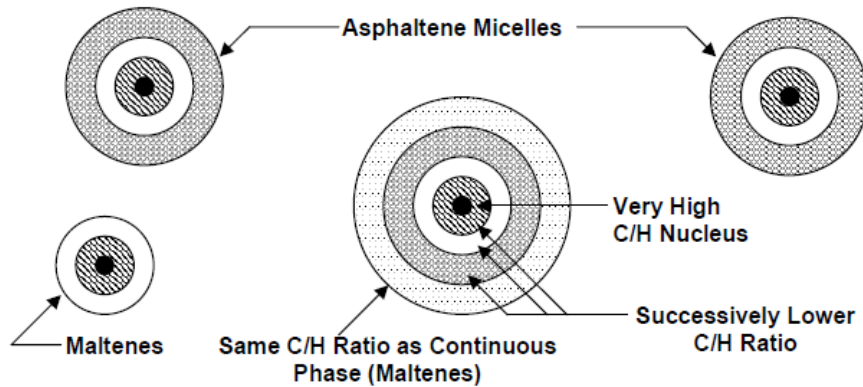 Asphaltene Micelles
Very High
C/H Nucleus
Successively Lower
C/H Ratio
Maltenes
Same C/H Ratio as Continuous
Phase (Maltenes)